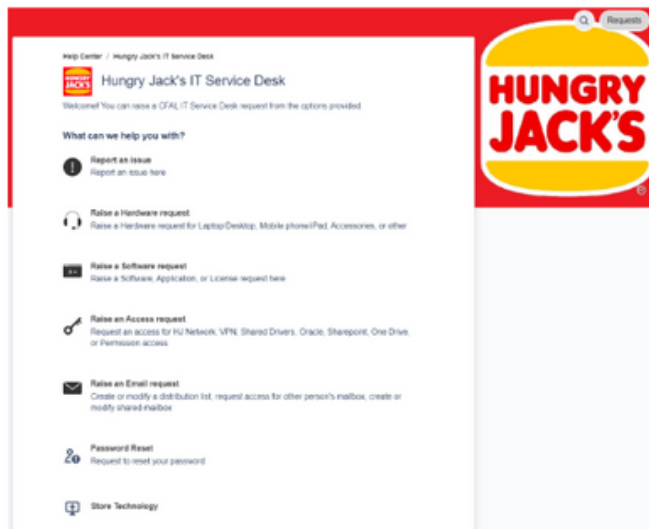 Requests
Help Center / Hungry Jack's IT Service Desk
HUNGRY JACK'S
Hungry Jack's IT Service Desk
Welcome! You can raise a CFAL IT Service Desk request from the options provided
What can we help you with?
Report an issue
Report an issue here
Raise a Hardware request
Raise a Hardware request for Laptop/Desktop, Mobile phone/iPad, Accessories, or other
Raise a Software request
Raise a Software, Application, or License request here
Raise an Access request
Request an access for HJ Network, VPN, Shared Drivers, Oracle, Sharepoint, One Drive,
or Permission access
Raise an Email request
Create or modify a distribution list, request access for other person's mailbox, create or
modify shared mailbox
Password Reset
Request to reset your password
Store Technology
HUNGRY
JACK'S
®